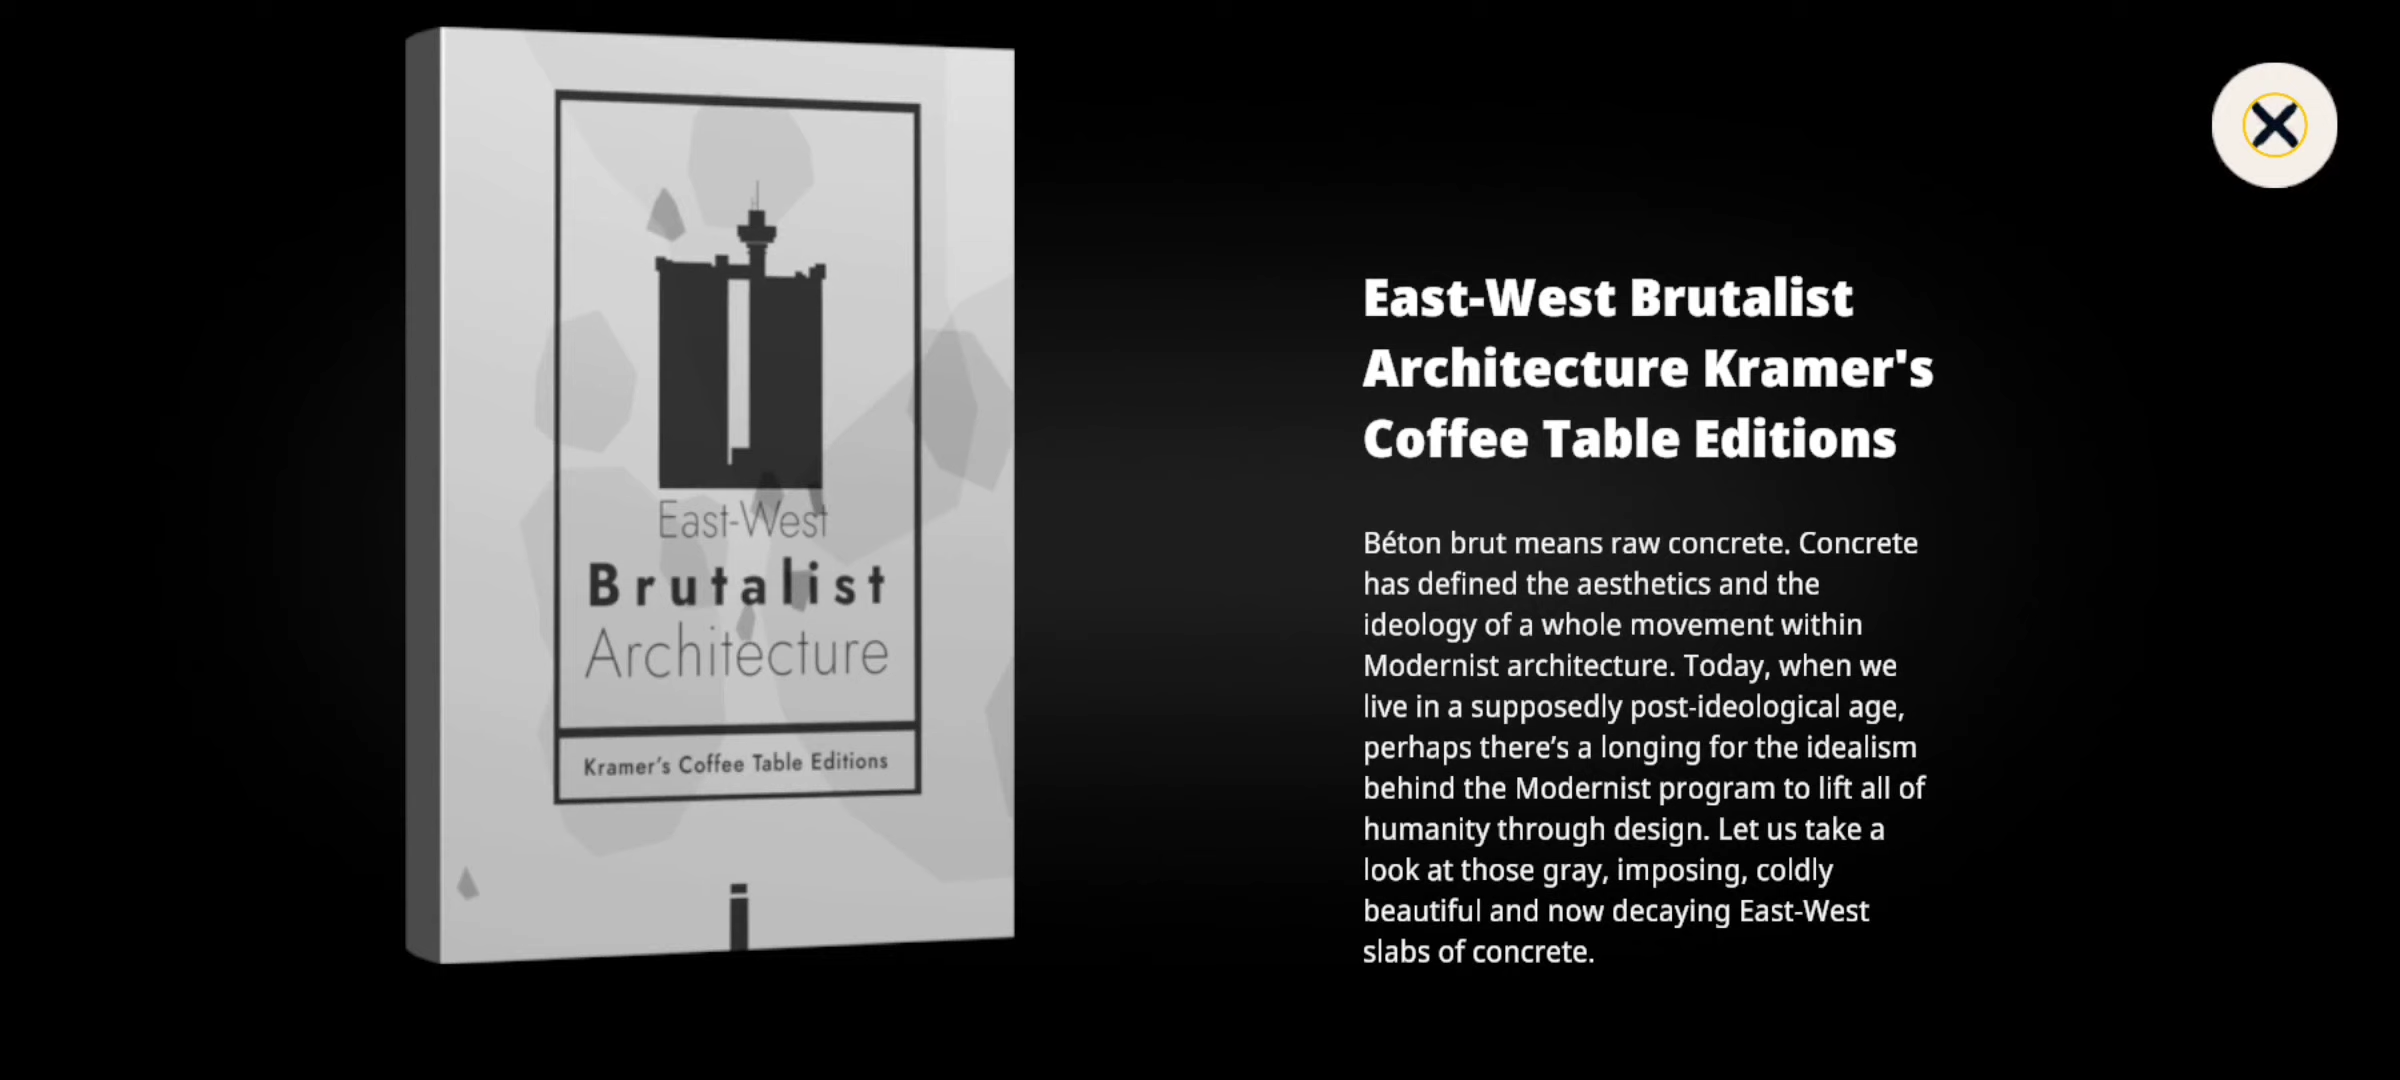 East-West
Brutalist
Architecture
Kramer’s Coffee Table Editions
East-West Brutalist
Architecture Kramer's
Coffee Table Editions
Béton brut means raw concrete. Concrete
has defined the aesthetics and the
ideology of a whole movement within
Modernist architecture. Today, when we
live in a supposedly post-ideological age,
perhaps there’s a longing for the idealism
behind the Modernist program to lift all of
humanity through design. Let us take a
look at those gray, imposing, coldly
beautiful and now decaying East-West
slabs of concrete.